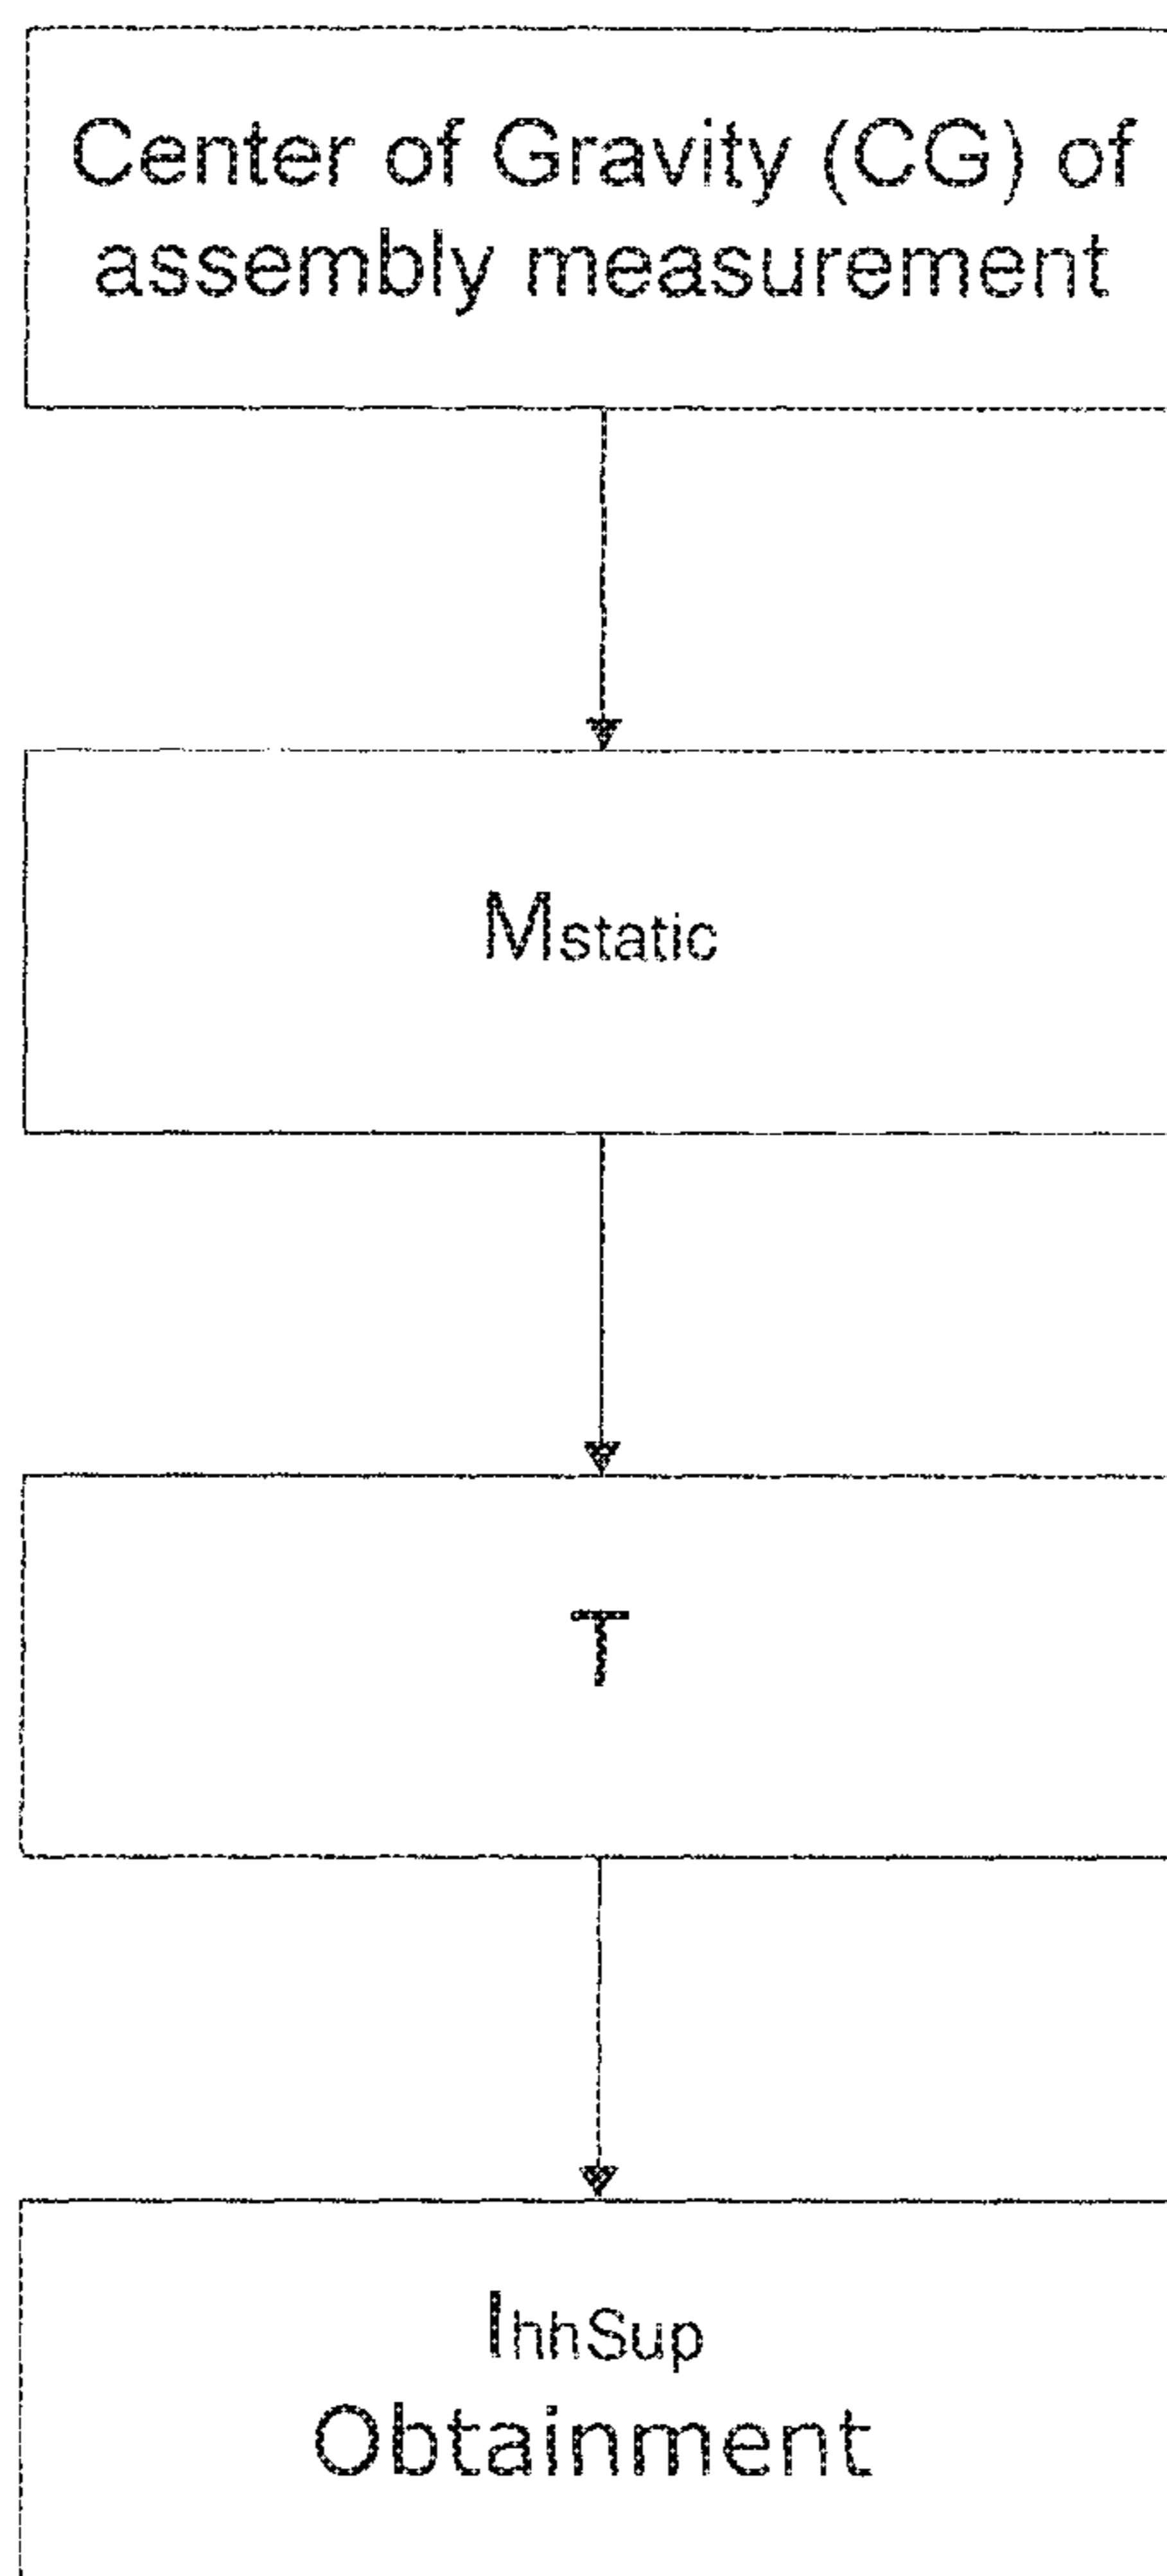 Center of Gravity (CG) of
assembly measurement
Mstatic
T
IhhSup
Obtainment